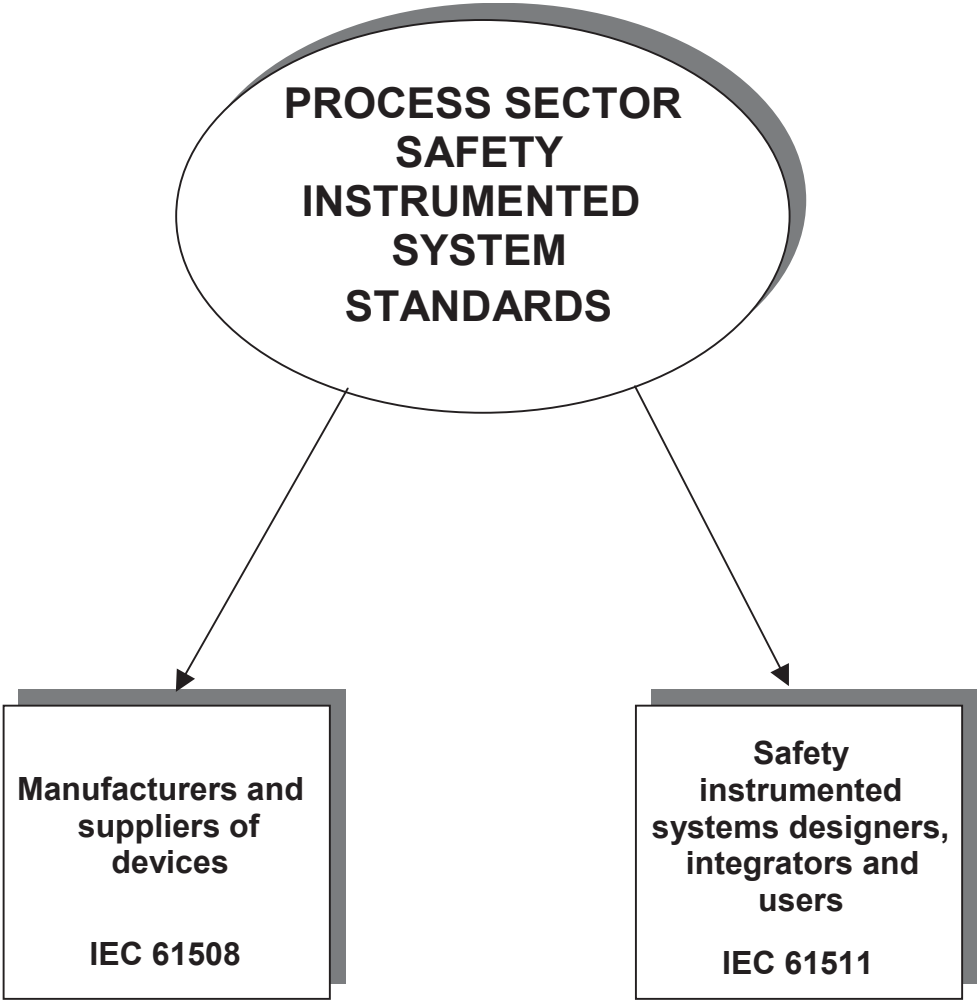 PROCESS SECTOR
SAFETY
INSTRUMENTED
SYSTEM
STANDARDS
Manufacturers and
suppliers of
devices
IEC 61508
Safety
instrumented
systems designers,
integrators and
users
IEC 61511